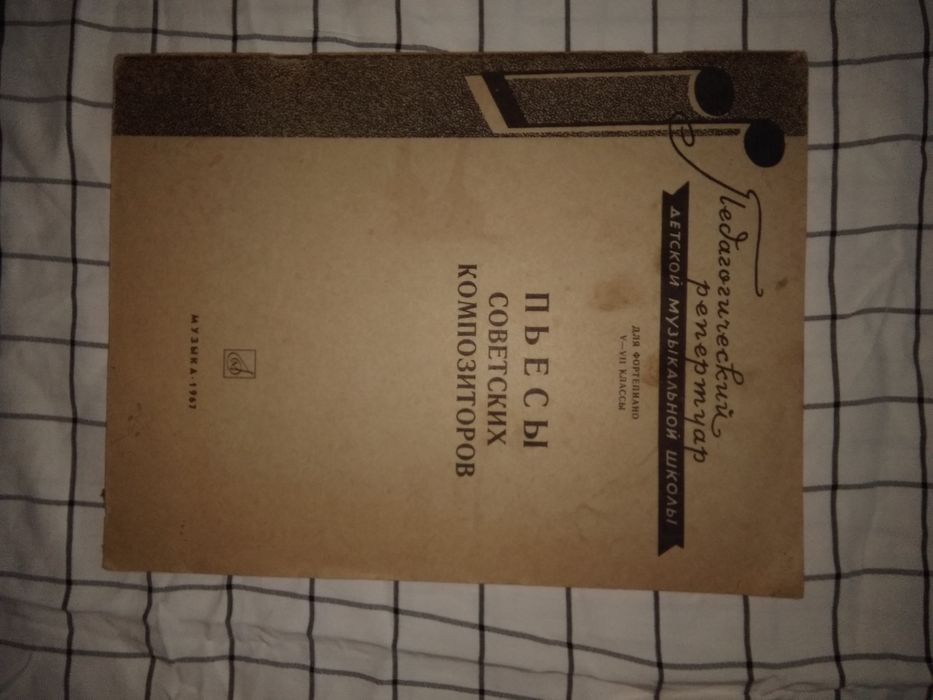 Педагогический
репертуар
ДЕТСКОЙ МУЗЫКАЛЬНОЙ ШКОЛЫ
ДЛЯ ФОРТЕПИАНО
V—VII КЛАССЫ
ПЬЕСЫ
СОВЕТСКИХ
КОМПОЗИТОРОВ
МУЗЫКА·1967